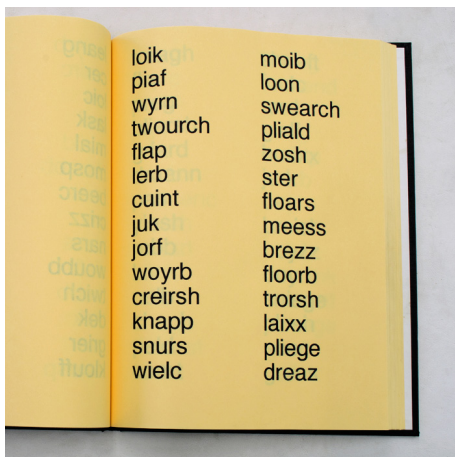 loik
piaf
wyrn
twourch
flap
lerb
cuint
juk
jorf
woyrb
creirsh
knapp
snurs
wielc
moib
loon
swearch
pliald
zosh
ster
floars
meess
brezz
floorb
trorsh
laixx
pliege
dreaz